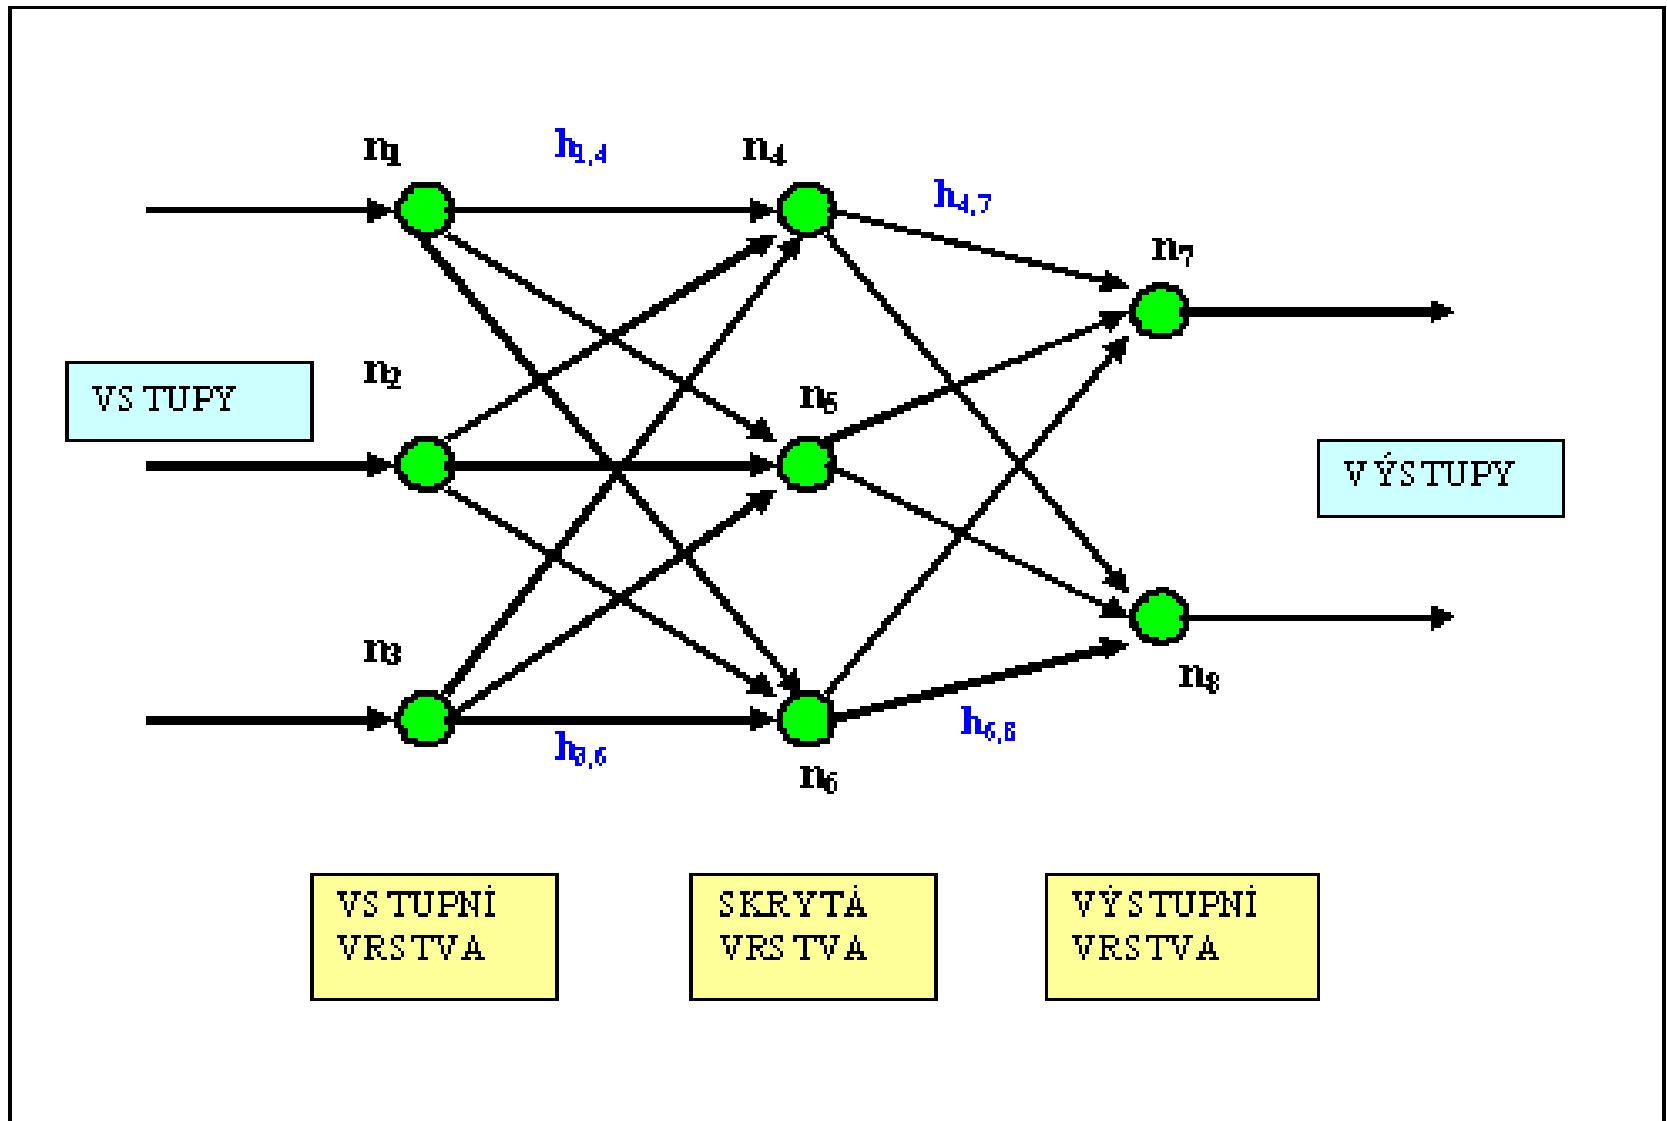 n1
h1,4
n4
h4,7
n7
n2
VSTUPY
n5
VÝSTUPY
n3
n8
h3,6
h6,8
n6
VSTUPNÍ
VRSTVA
SKRYTÁ
VRSTVA
VÝSTUPNÍ
VRSTVA